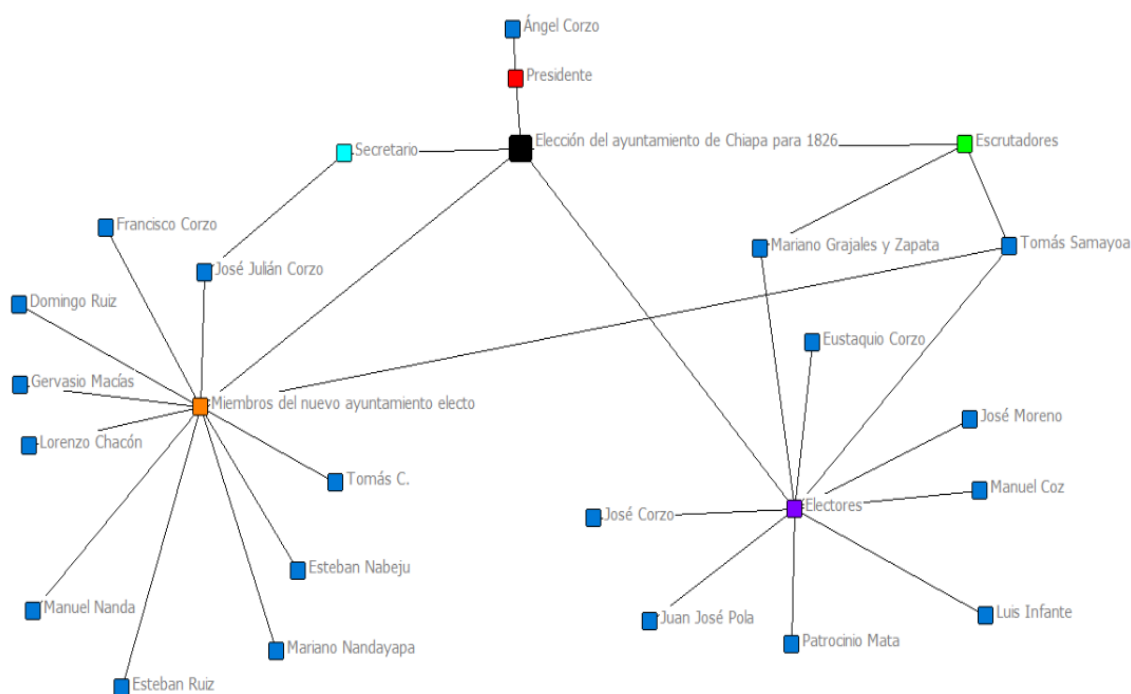 Ángel Corzo
Presidente
Elección del ayuntamiento de Chiapa para 1826
Secretario
Escrutadores
Francisco Corzo
José Julián Corzo
Mariano Grajales y Zapata
Tomás Samayoa
Domingo Ruiz
Eustaquio Corzo
Gervasio Macías
Miembros del nuevo ayuntamiento electo
José Moreno
Lorenzo Chacón
Tomás C.
Manuel Coz
José Corzo
Electores
Esteban Nabeju
Manuel Nanda
Juan José Pola
Luis Infante
Mariano Nandayapa
Patrocinio Mata
Esteban Ruiz